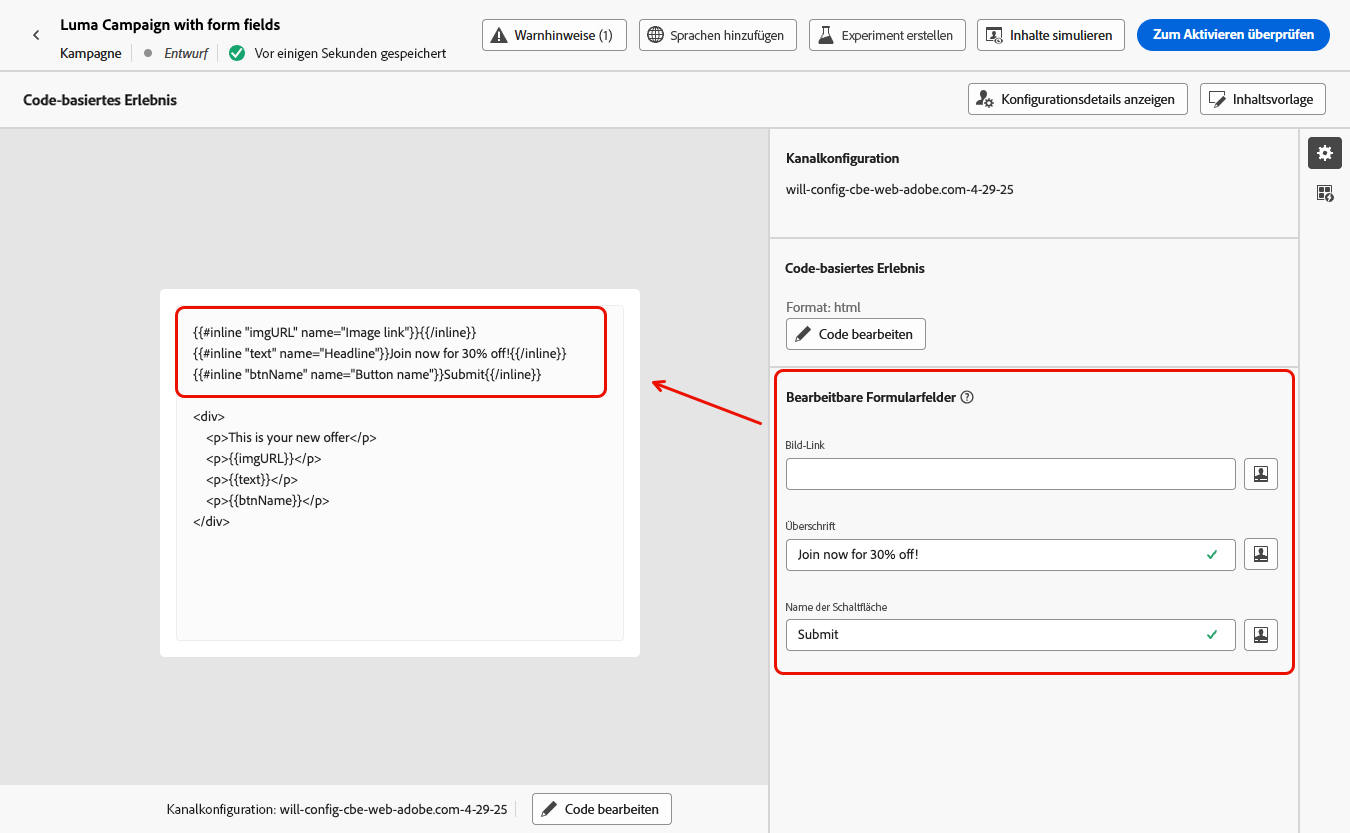 Luma Campaign with form fields
Kampagne
Entwurf
Vor einigen Sekunden gespeichert
Warnhinweise (1)
Sprachen hinzufügen
Experiment erstellen
Inhalte simulieren
Zum Aktivieren überprüfen
Code-basiertes Erlebnis
Konfigurationsdetails anzeigen
Inhaltsvorlage
{{#inline "imgURL" name="Image link"}}{{/inline}}
{{#inline "text" name="Headline"}}Join now for 30% off!{{/inline}}
{{#inline "btnName" name="Button name"}}Submit{{/inline}}
<div>
<p>This is your new offer</p>
<p>{{imgURL}}</p>
<p>{{text}}</p>
<p>{{btnName}}</p>
</div>
Kanalkonfiguration: will-config-cbe-web-adobe.com-4-29-25
Code bearbeiten
Kanalkonfiguration
will-config-cbe-web-adobe.com-4-29-25
Code-basiertes Erlebnis
Format: html
Code bearbeiten
Bearbeitbare Formularfelder
Bild-Link
Überschrift
Join now for 30% off!
Name der Schaltfläche
Submit